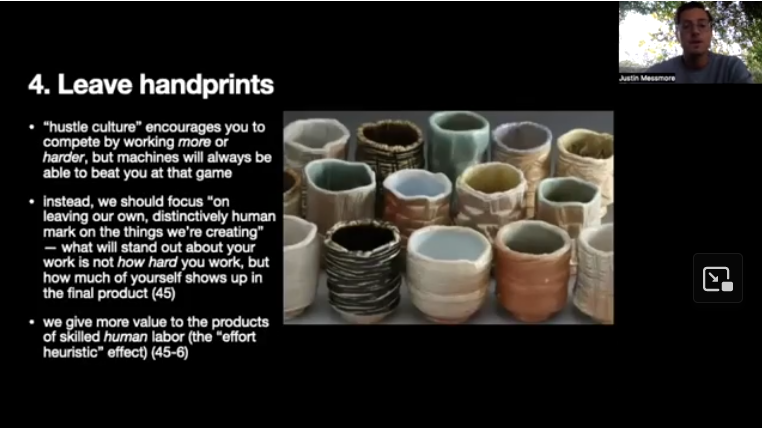 Justin Messmore
4. Leave handprints
• “hustle culture” encourages you to
compete by working more or
harder, but machines will always be
able to beat you at that game
• instead, we should focus “on
leaving our own, distinctively human
mark on the things we’re creating”
— what will stand out about your
work is not how hard you work, but
how much of yourself shows up in
the final product (45)
• we give more value to the products
of skilled human labor (the “effort
heuristic” effect) (45-6)